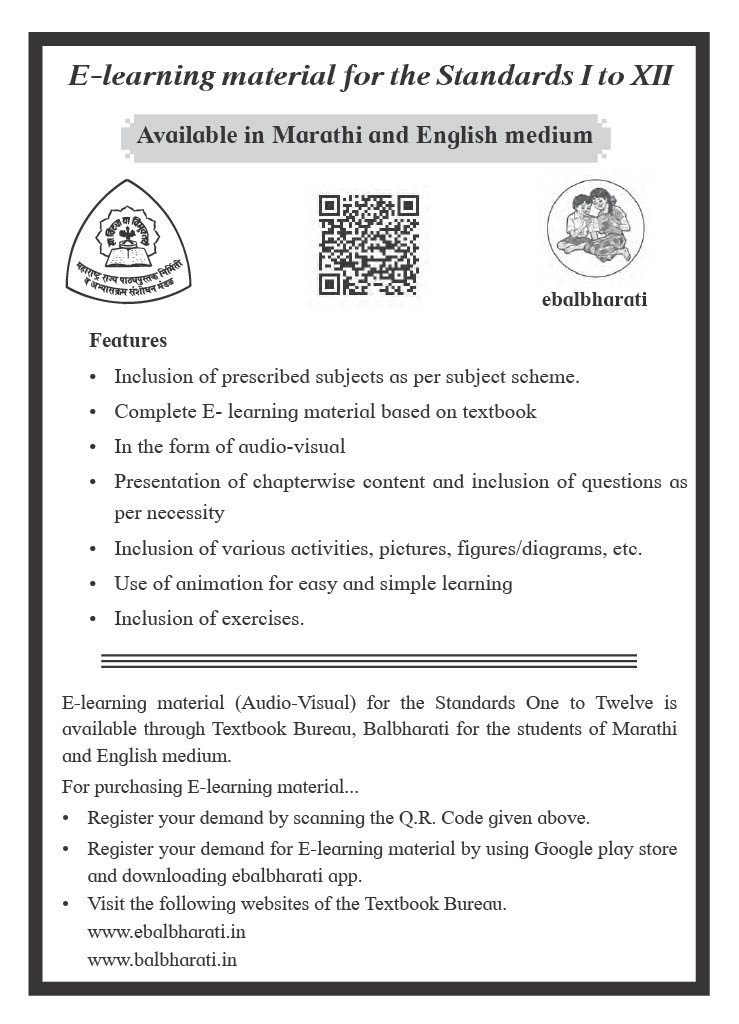 E-learning material for the Standards I to XII
Available in Marathi and English medium
महाराष्ट्र राज्य पाठ्यपुस्तक निर्मिती
व अभ्यासक्रम संशोधन मंडळ
ebalbharati
Features
• Inclusion of prescribed subjects as per subject scheme.
• Complete E- learning material based on textbook
• In the form of audio-visual
• Presentation of chapterwise content and inclusion of questions as
per necessity
• Inclusion of various activities, pictures, figures/diagrams, etc.
• Use of animation for easy and simple learning
• Inclusion of exercises.
E-learning material (Audio-Visual) for the Standards One to Twelve is
available through Textbook Bureau, Balbharati for the students of Marathi
and English medium.
For purchasing E-learning material...
• Register your demand by scanning the Q.R. Code given above.
• Register your demand for E-learning material by using Google play store
and downloading ebalbharati app.
• Visit the following websites of the Textbook Bureau.
www.ebalbharati.in
www.balbharati.in